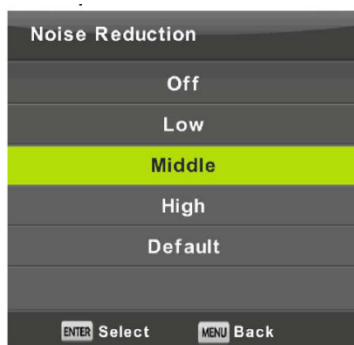 Noise Reduction
Off
Low
Middle
High
Default
ENTER Select MENU Back